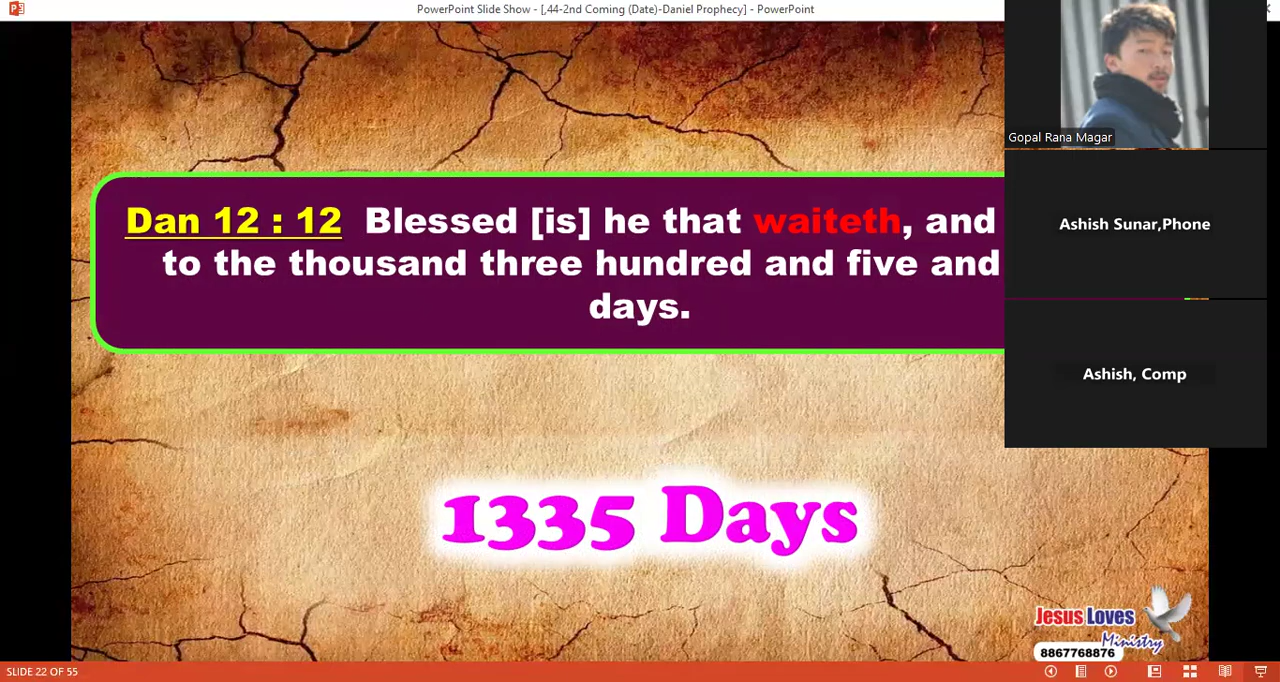 PowerPoint Slide Show - [,44-2nd Coming (Date)-Daniel Prophecy] - PowerPoint
Dan 12 : 12 Blessed [is] he that waiteth, and
to the thousand three hundred and five and
days.
1335 Days
Gopal Rana Magar
Ashish Sunar,Phone
Ashish, Comp
Jesus Loves
Ministry
8867768876
SLIDE 22 OF 55